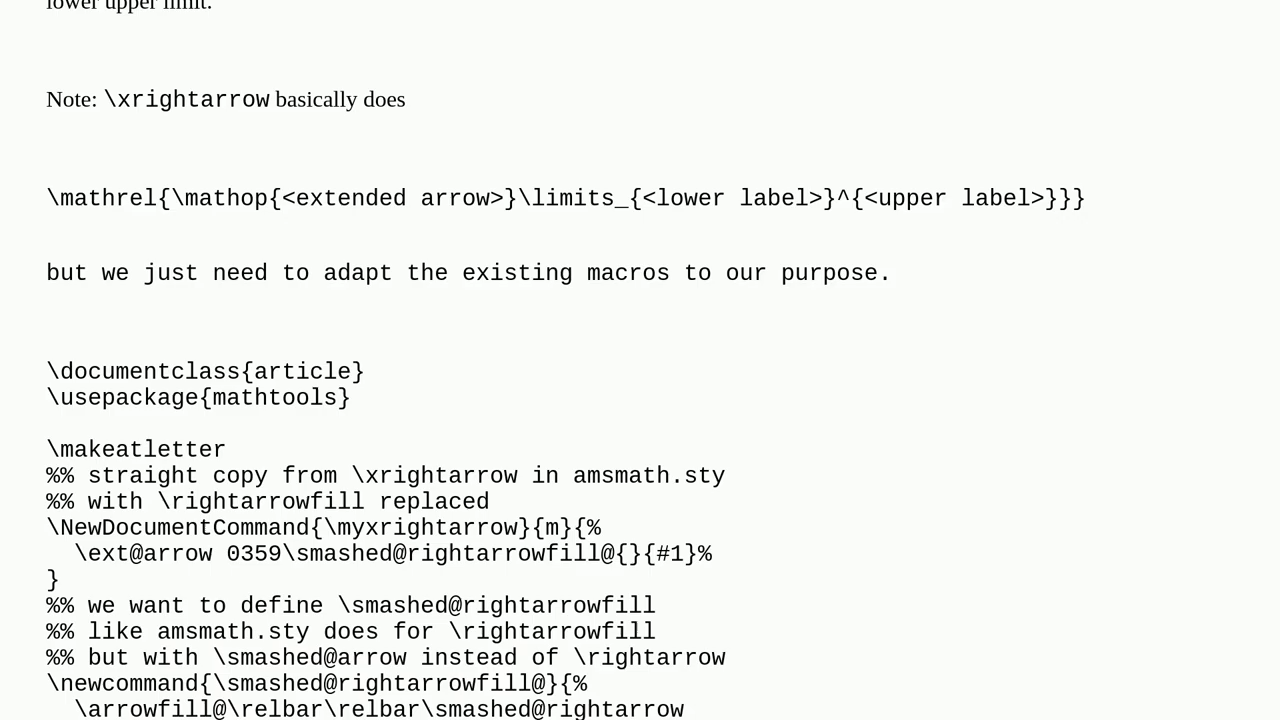 lower upper limit.
Note: \xrightarrow basically does
\mathrel{\mathop{<extended arrow>}\limits_{<lower label>}^{<upper label>}}}
but we just need to adapt the existing macros to our purpose.
\documentclass{article}
\usepackage{mathtools}
\makeatletter
%% straight copy from \xrightarrow in amsmath.sty
%% with \rightarrowfill replaced
\NewDocumentCommand{\myxrightarrow}{m}{%
  \ext@arrow 0359\smashed@rightarrowfill@{}{#1}%
}
%% we want to define \smashed@rightarrowfill
%% like amsmath.sty does for \rightarrowfill
%% but with \smashed@arrow instead of \rightarrow
\newcommand{\smashed@rightarrowfill@}{%
  \arrowfill@\relbar\relbar\smashed@rightarrow